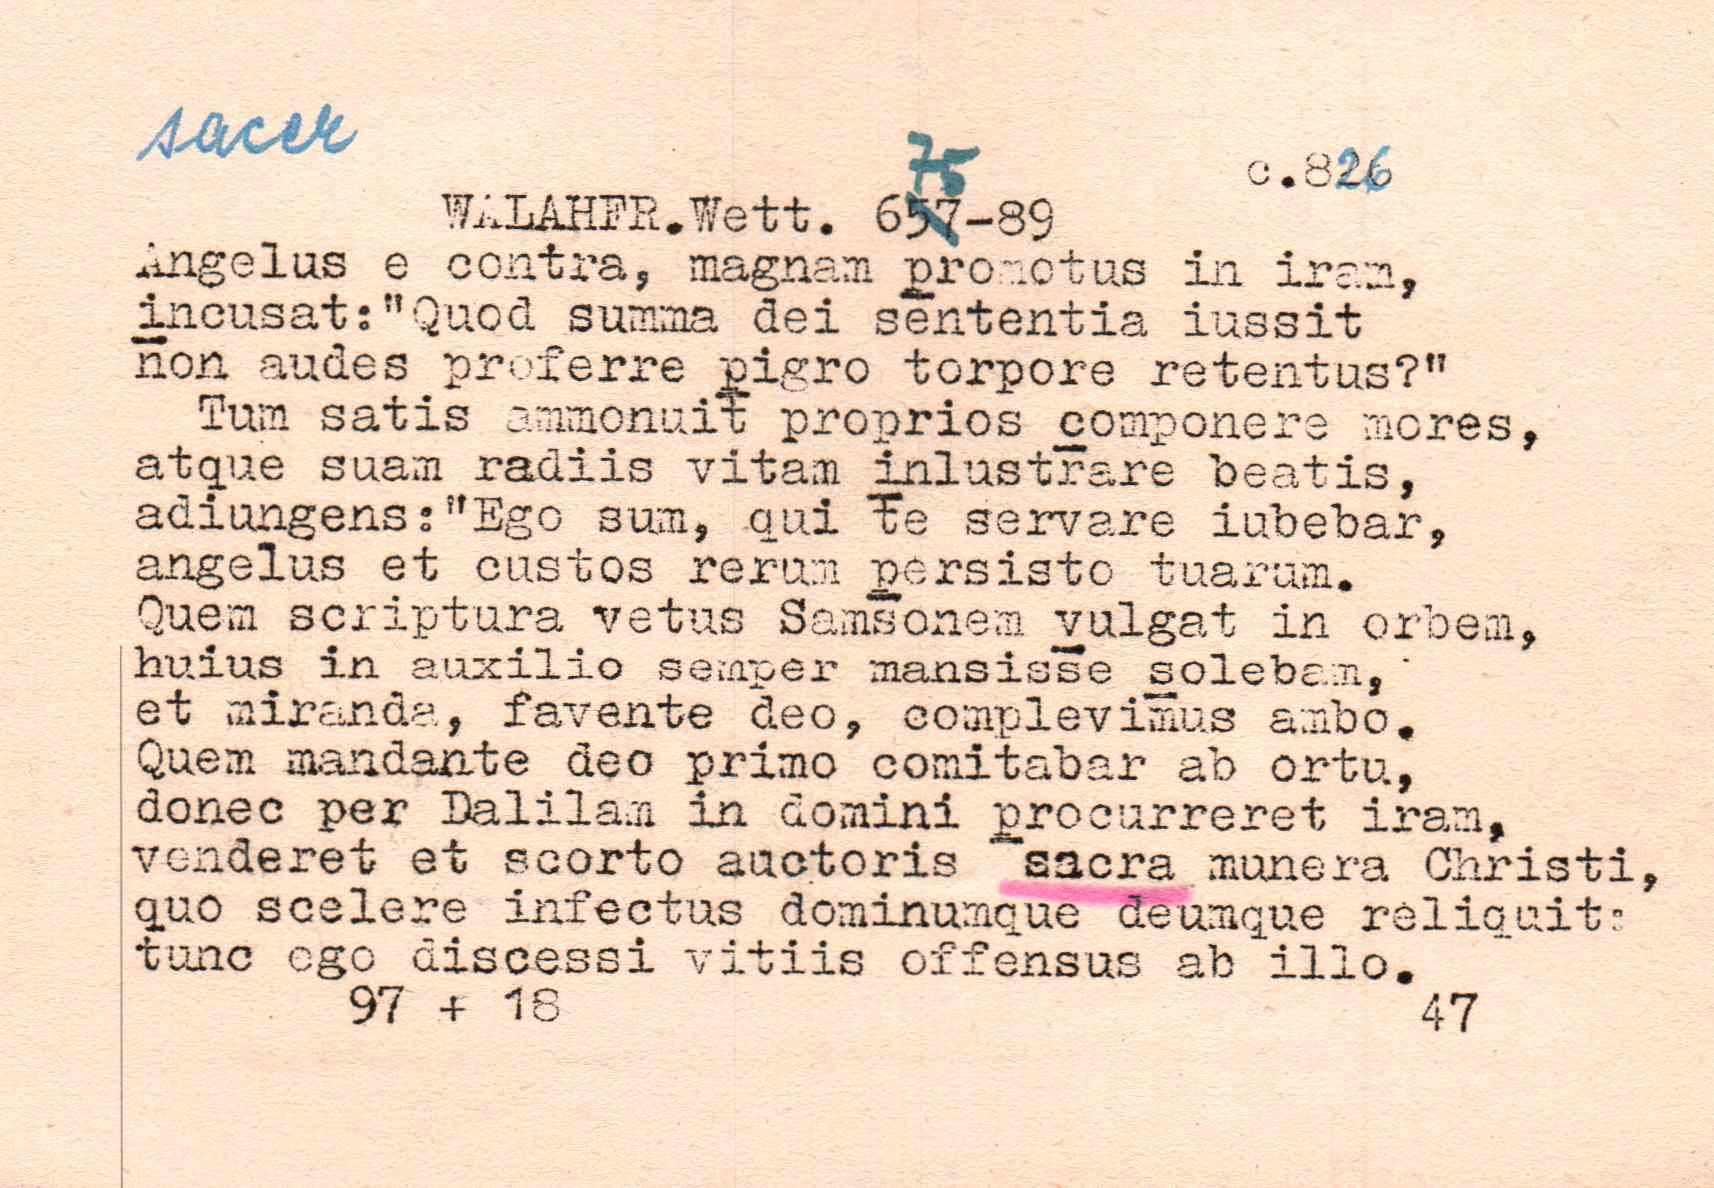 sacer
75
c.826
WALAHFR.Wett. 657-89
Angelus e contra, magnam promotus in iram,
incusat:"Quod summa dei sententia iussit
non audes proferre pigro torpore retentus?"
Tum satis ammonuit proprios componere mores,
atque suam radiis vitam inlustrare beatis,
adiungens:"Ego sum, qui te servare iubebar,
angelus et custos rerum persisto tuarum.
Quem scriptura vetus Samsonem vulgat in orbem,
huius in auxilio semper mansisse solebam,
et miranda, favente deo, complevimus ambo.
Quem mandante deo primo comitabar ab ortu,
donec per Dalilam in domini procurreret iram,
venderet et scorto auctoris sacra munera Christi,
quo scelere infectus dominumque deumque reliquit:
tunc ego discessi vitiis offensus ab illo.
97 + 18 47